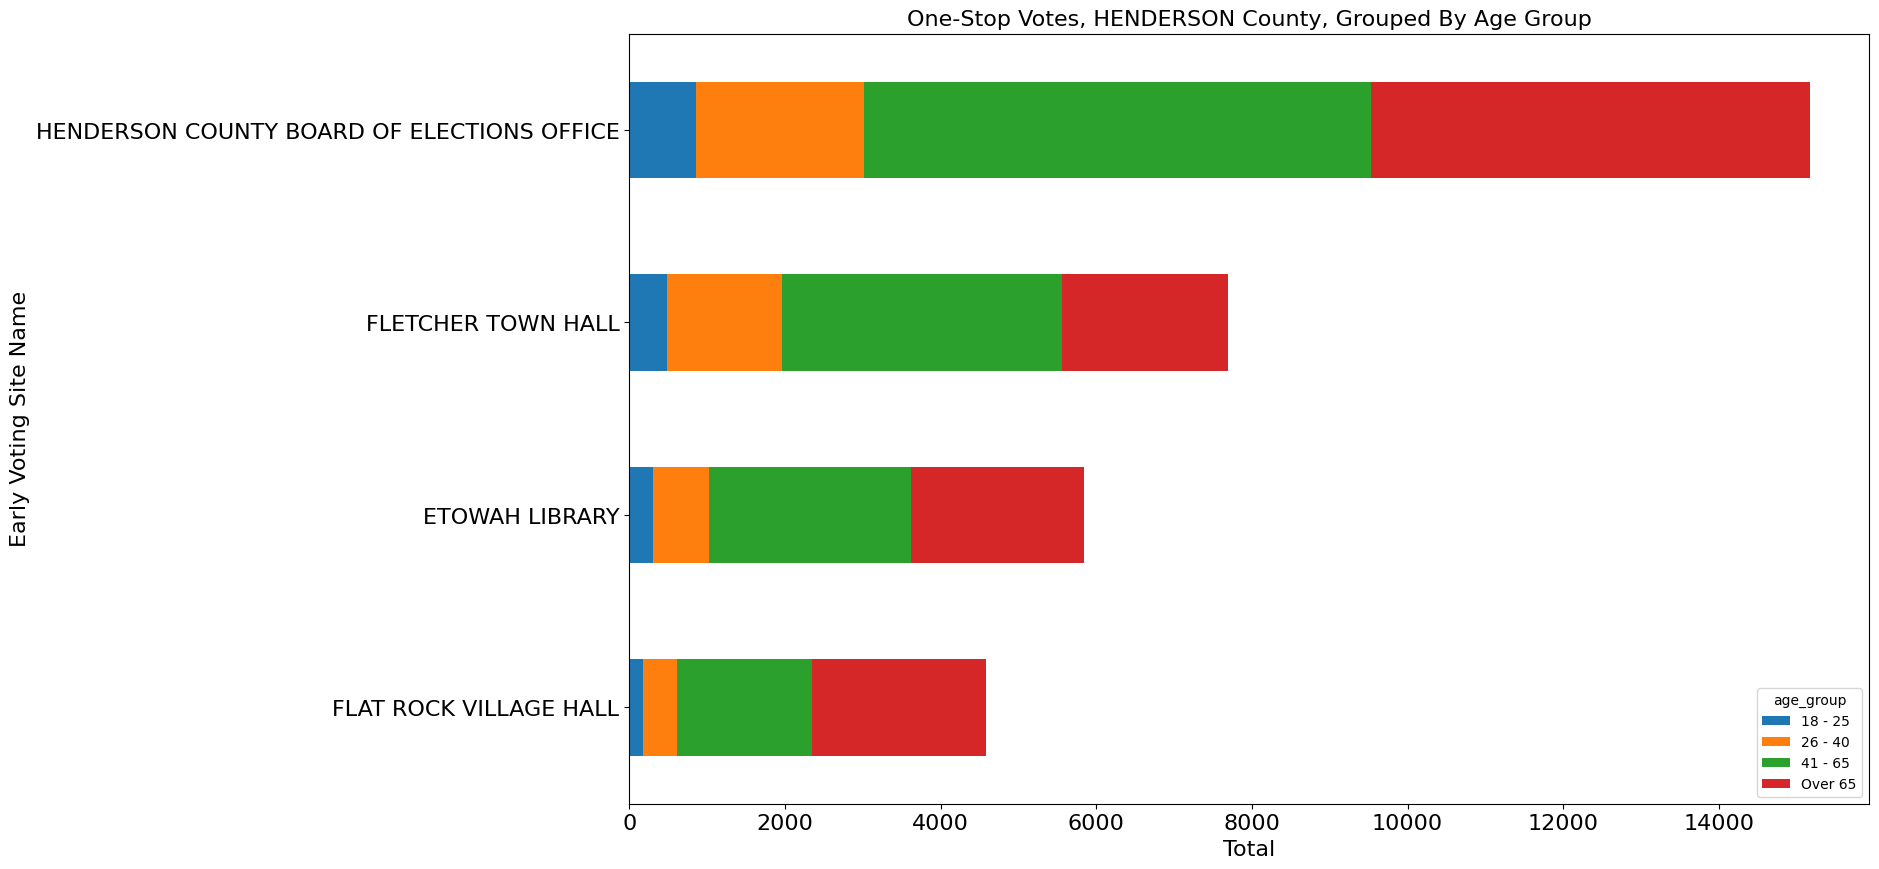 One-Stop Votes, HENDERSON County, Grouped By Age Group
Early Voting Site Name
HENDERSON COUNTY BOARD OF ELECTIONS OFFICE
FLETCHER TOWN HALL
ETOWAH LIBRARY
FLAT ROCK VILLAGE HALL
age_group
18 - 25
26 - 40
41 - 65
Over 65
0 2000 4000 6000 8000 10000 12000 14000
Total